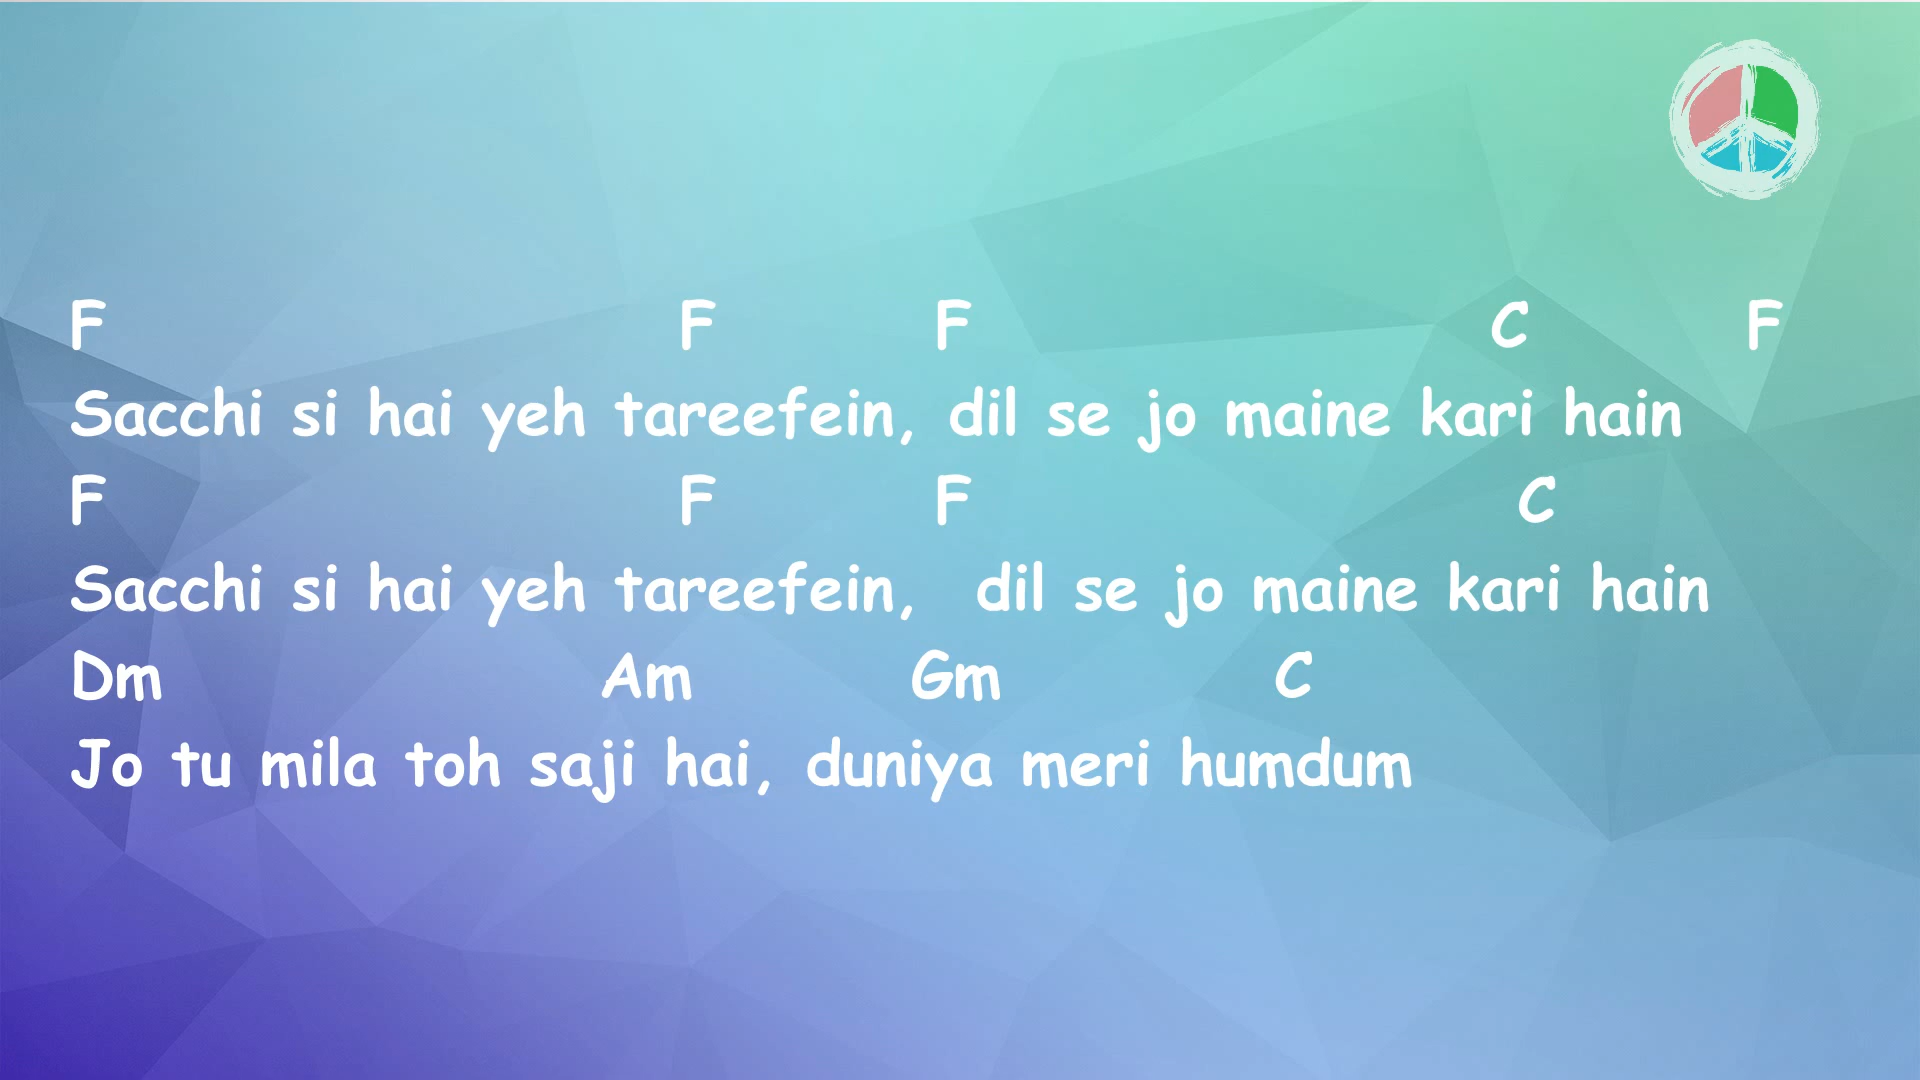 F F F C F
Sacchi si hai yeh tareefein, dil se jo maine kari hain
F F F C
Sacchi si hai yeh tareefein, dil se jo maine kari hain
Dm Am Gm C
Jo tu mila toh saji hai, duniya meri humdum